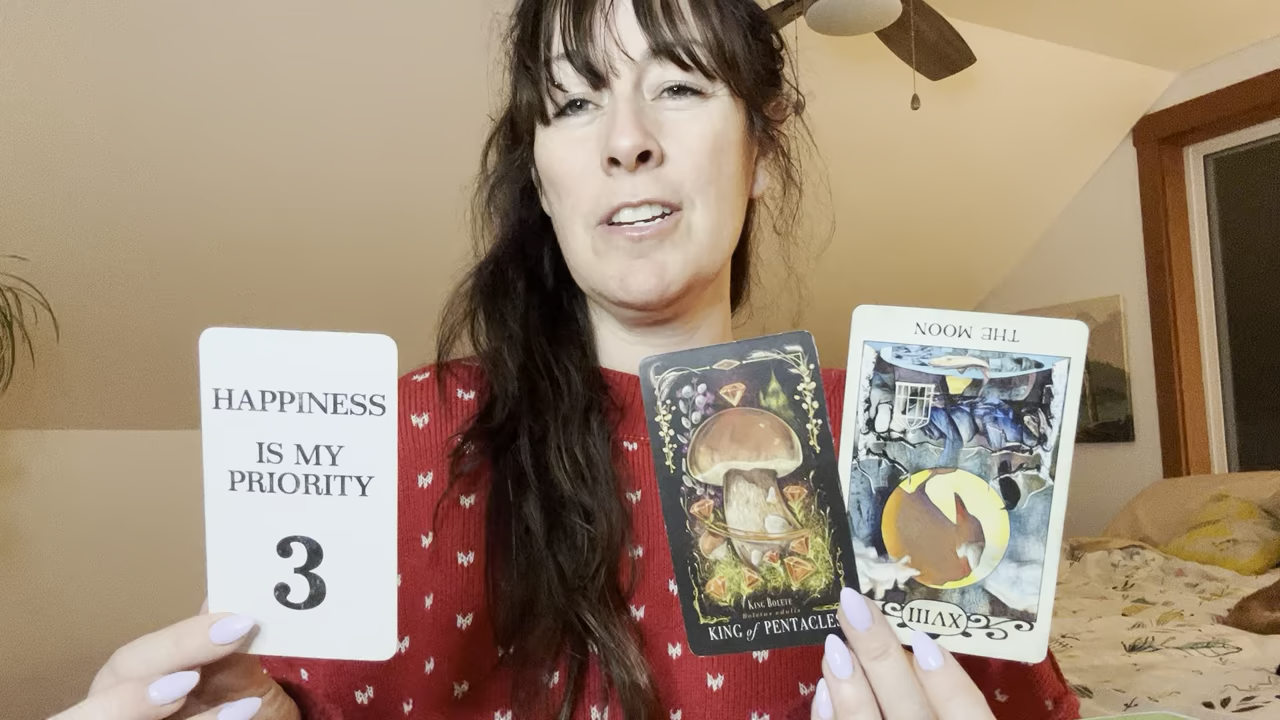 HAPPINESS
IS MY
PRIORITY
3
KING BOLETE
Boletus edulis
KING of PENTACLES
THE MOON
XVIII